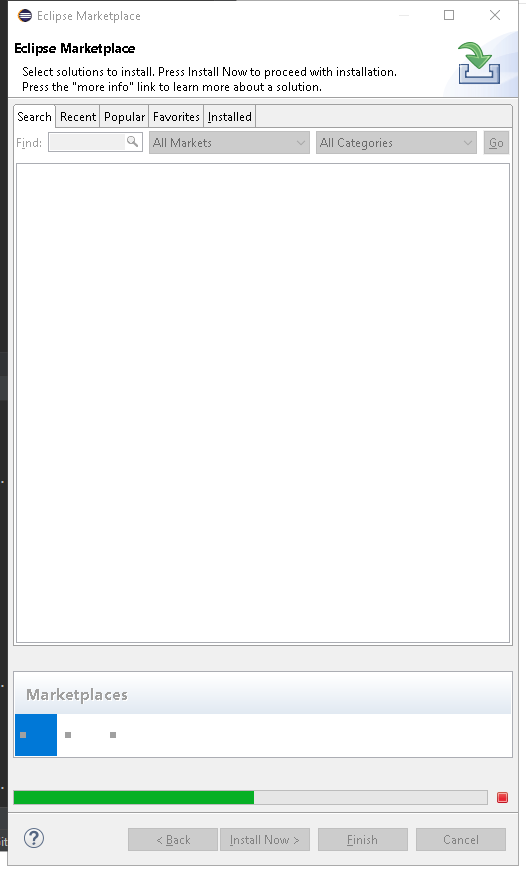 Eclipse Marketplace
Eclipse Marketplace
Select solutions to install. Press Install Now to proceed with installation.
Press the "more info" link to learn more about a solution.
Search Recent Popular Favorites Installed
Find: All Markets All Categories Go
Marketplaces
? < Back Install Now > Finish Cancel